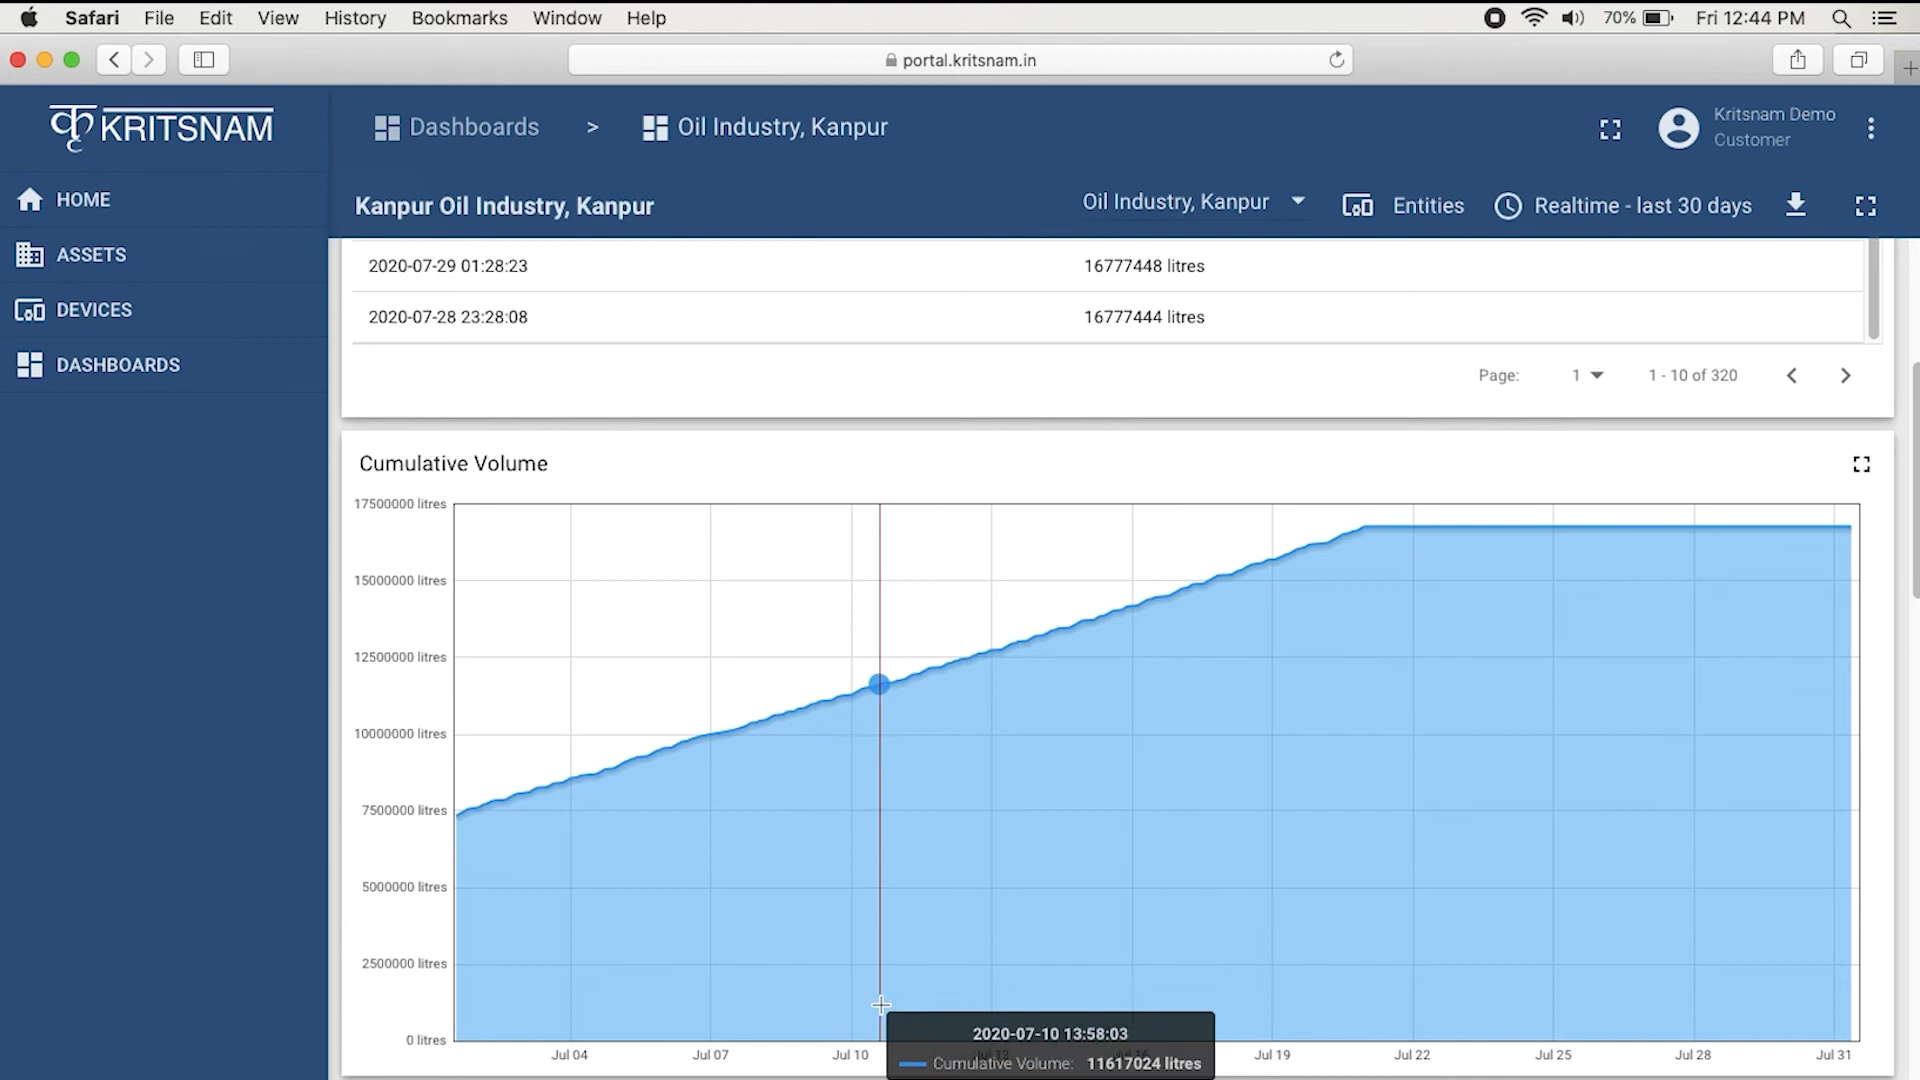 Safari File Edit View History Bookmarks Window Help 70% Fri 12:44 PM
portal.kritsnam.in
कृ KRITSNAM
Dashboards > Oil Industry, Kanpur
Kritsnam Demo
Customer
HOME
ASSETS
DEVICES
DASHBOARDS
Kanpur Oil Industry, Kanpur
Oil Industry, Kanpur Entities Realtime - last 30 days
2020-07-29 01:28:23 16777448 litres
2020-07-28 23:28:08 16777444 litres
Page: 1 1 - 10 of 320
Cumulative Volume
17500000 litres
15000000 litres
12500000 litres
10000000 litres
7500000 litres
5000000 litres
2500000 litres
0 litres
Jul 04 Jul 07 Jul 10 Jul 13 Jul 16 Jul 19 Jul 22 Jul 25 Jul 28 Jul 31
2020-07-10 13:58:03
Cumulative Volume: 11617024 litres